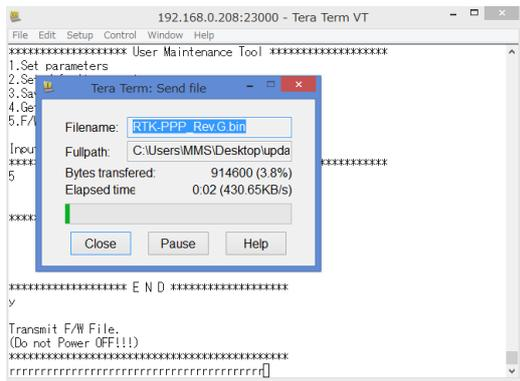 192.168.0.208:23000 - Tera Term VT
File Edit Setup Control Window Help
******************* User Maintenance Tool *******************
1.Set parameters
2.Se
3.Sa
4.Ge
5.F/
Inpu
5
Tera Term: Send file
Filename: RTK-PPP_Rev.G.bin
Fullpath: C:\Users\MMS\Desktop\upda
Bytes transfered: 914600 (3.8%)
Elapsed time 0:02 (430.65KB/s)
Close Pause Help
******************* E N D *******************
y
Transmit F/W File.
(Do not Power OFF!!!)
*********************************************
rrrrrrrrrrrrrrrrrrrrrrrrrrrrrrrrrrrrrrrrr